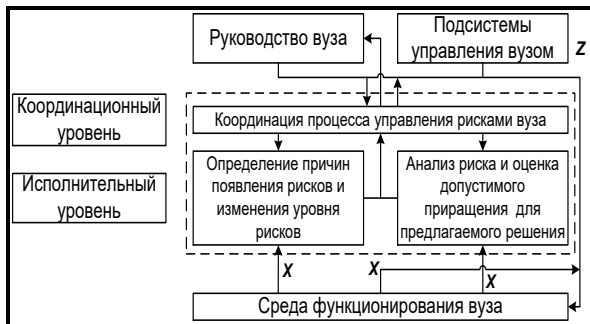 Руководство вуза
Подсистемы
управления вузом
Z
Координационный
уровень
Координация процесса управления рисками вуза
Исполнительный
уровень
Определение причин
появления рисков и
изменения уровня
рисков
Анализ риска и оценка
допустимого
приращения для
предлагаемого решения
X
X
X
Среда функционирования вуза